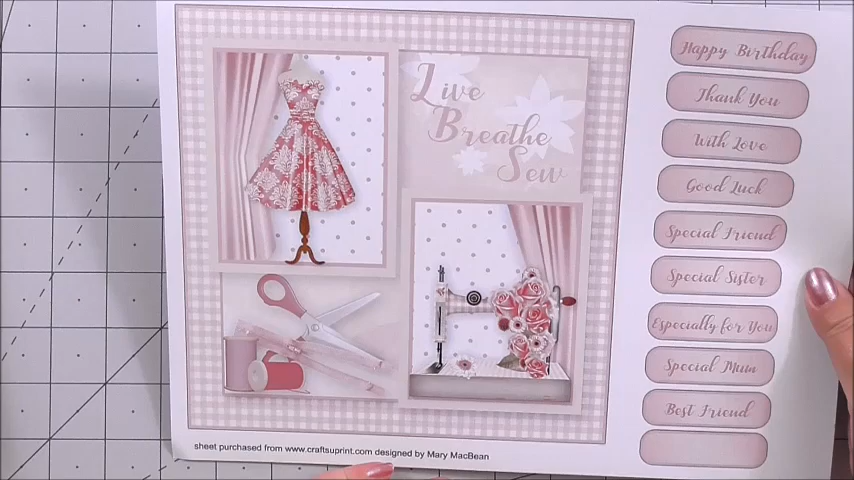 Live
Breathe
Sew
Happy Birthday
Thank You
With Love
Good Luck
Special Friend
Special Sister
Especially for You
Special Mum
Best Friend
sheet purchased from www.craftsuprint.com designed by Mary MacBean